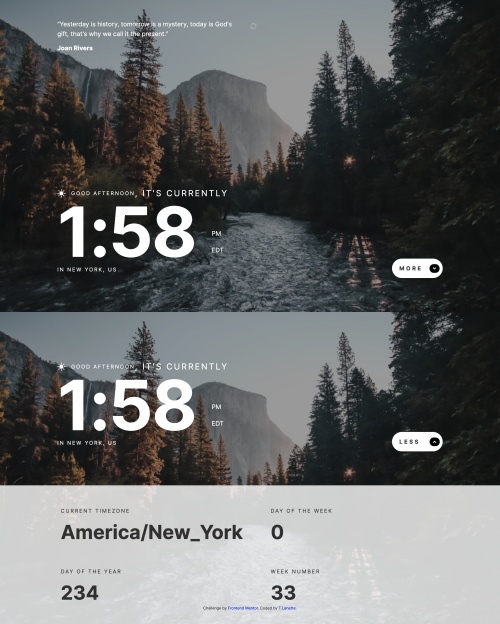 "Yesterday is history, tomorrow is a mystery, today is God's
gift, that's why we call it the present."
Joan Rivers
GOOD AFTERNOON, IT'S CURRENTLY
1:58 PM
EDT
IN NEW YORK, US
MORE
GOOD AFTERNOON, IT'S CURRENTLY
1:58 PM
EDT
IN NEW YORK, US
LESS
CURRENT TIMEZONE
America/New_York
DAY OF THE WEEK
0
DAY OF THE YEAR
234
WEEK NUMBER
33
Challenge by Frontend Mentor. Coded by T.Lanette.